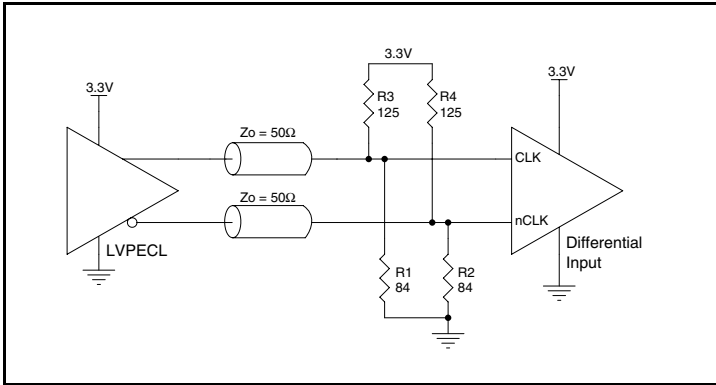 3.3V
3.3V
3.3V
R3
125
R4
125
Zo = 50Ω
CLK
Zo = 50Ω
nCLK
LVPECL
Differential
Input
R1
84
R2
84